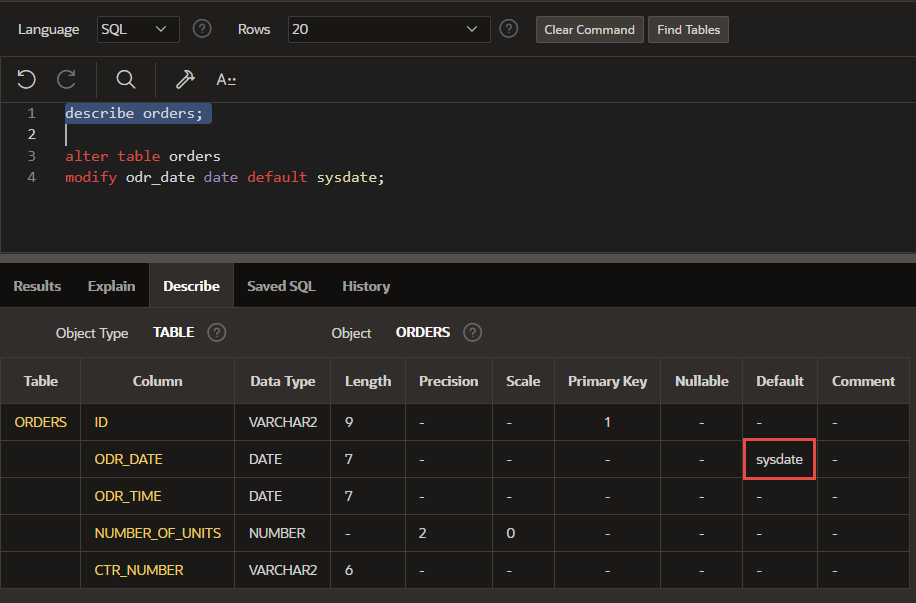 Language SQL ? Rows 20 ? Clear Command Find Tables
A::
1 describe orders;
2
3 alter table orders
4 modify odr_date date default sysdate;
Results Explain Describe Saved SQL History
Object Type TABLE ? Object ORDERS ?
Table Column Data Type Length Precision Scale Primary Key Nullable Default Comment
ORDERS ID VARCHAR2 9 - - 1 - - -
ODR_DATE DATE 7 - - - - sysdate -
ODR_TIME DATE 7 - - - - - -
NUMBER_OF_UNITS NUMBER - 2 0 - - - -
CTR_NUMBER VARCHAR2 6 - - - - - -